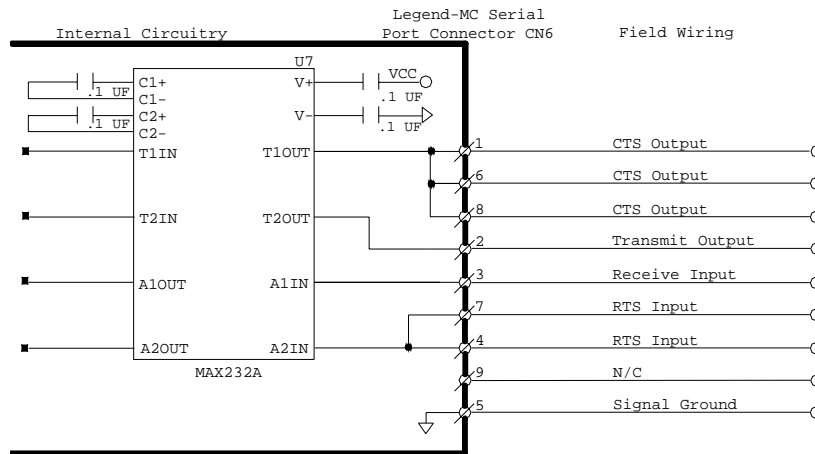 Legend-MC Serial
Internal Circuitry Port Connector CN6 Field Wiring
U7
C1+ V+ VCC
.1 UF C1- .1 UF
C2+ V-
.1 UF C2- .1 UF
T1IN T1OUT 1 CTS Output
6 CTS Output
T2IN T2OUT 8 CTS Output
2 Transmit Output
A1OUT A1IN 3 Receive Input
7 RTS Input
A2OUT A2IN 4 RTS Input
MAX232A 9 N/C
5 Signal Ground